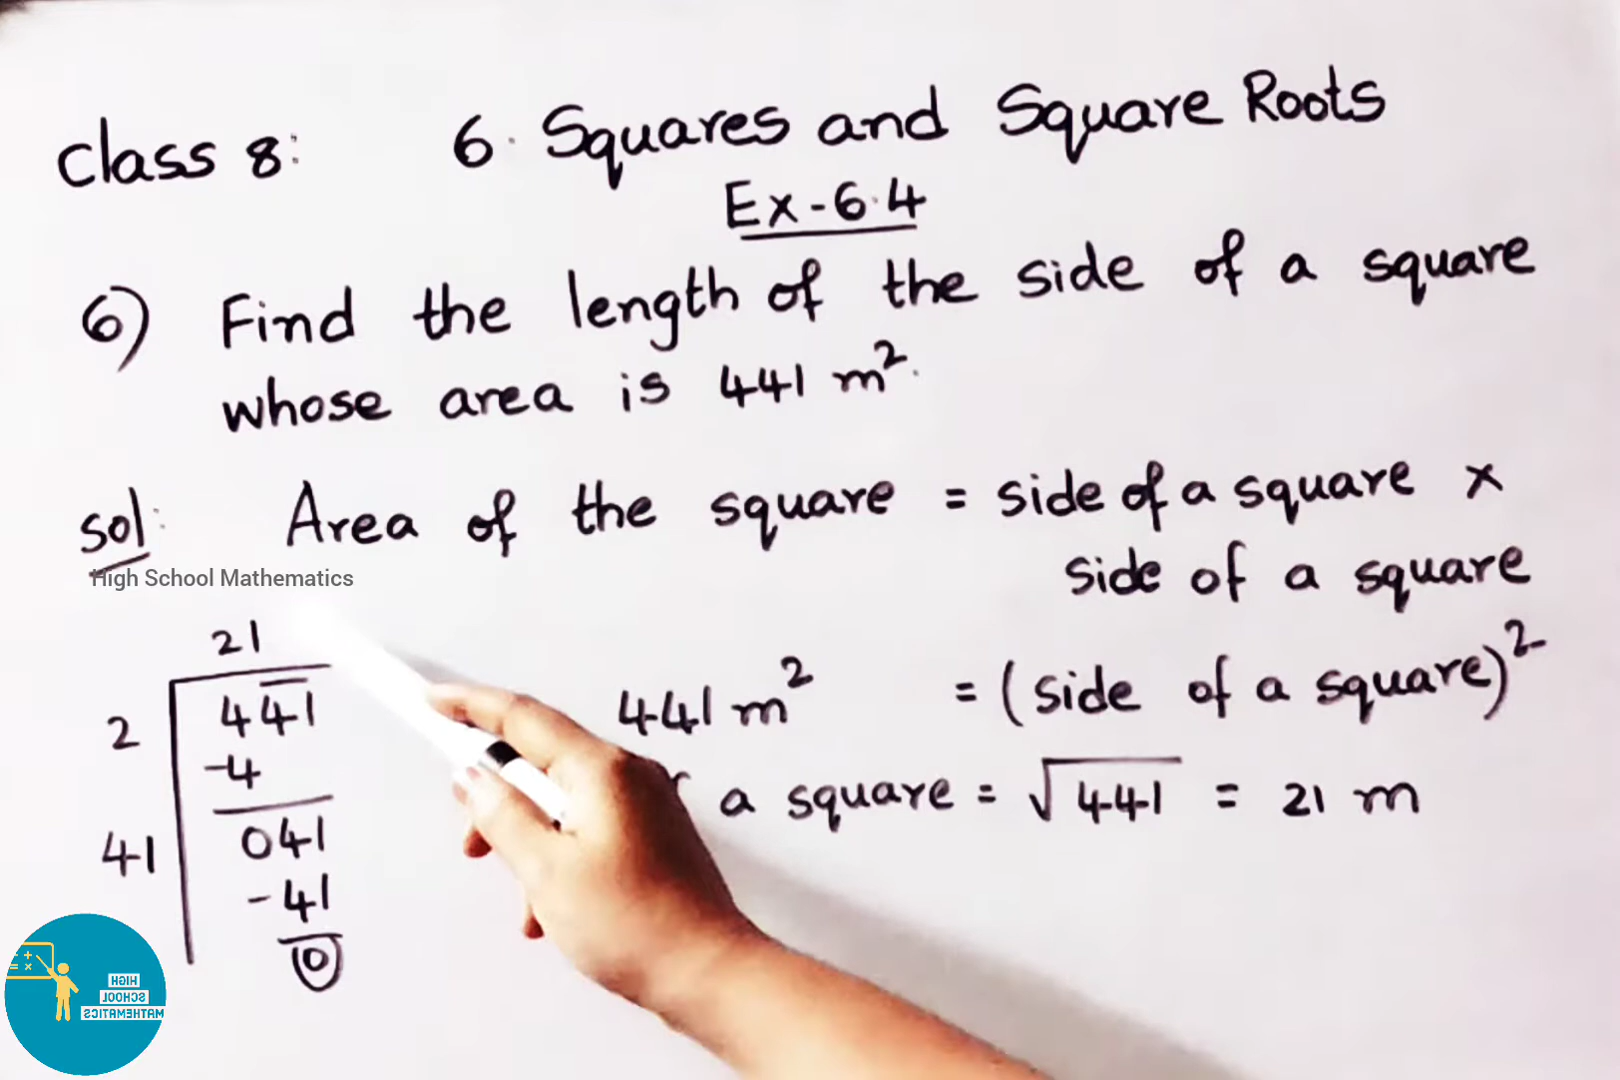 Class 8: 6. Squares and Square Roots
Ex-6.4
6) Find the length of the side of a square
whose area is 441 m².
Sol: Area of the square = side of a square ×
side of a square
High School Mathematics
441 m² = (side of a square)²
a square = √441 = 21 m
21
2 441
-4
41 041
-41
0
HIGH
SCHOOL
MATHEMATICS